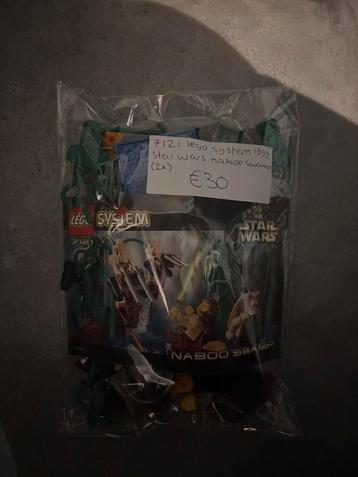 7121 lego system 1999
star wars naboo swamp
(2x)
€30
LEGO SYSTEM
7121
STAR WARS
NABOO SWAMP